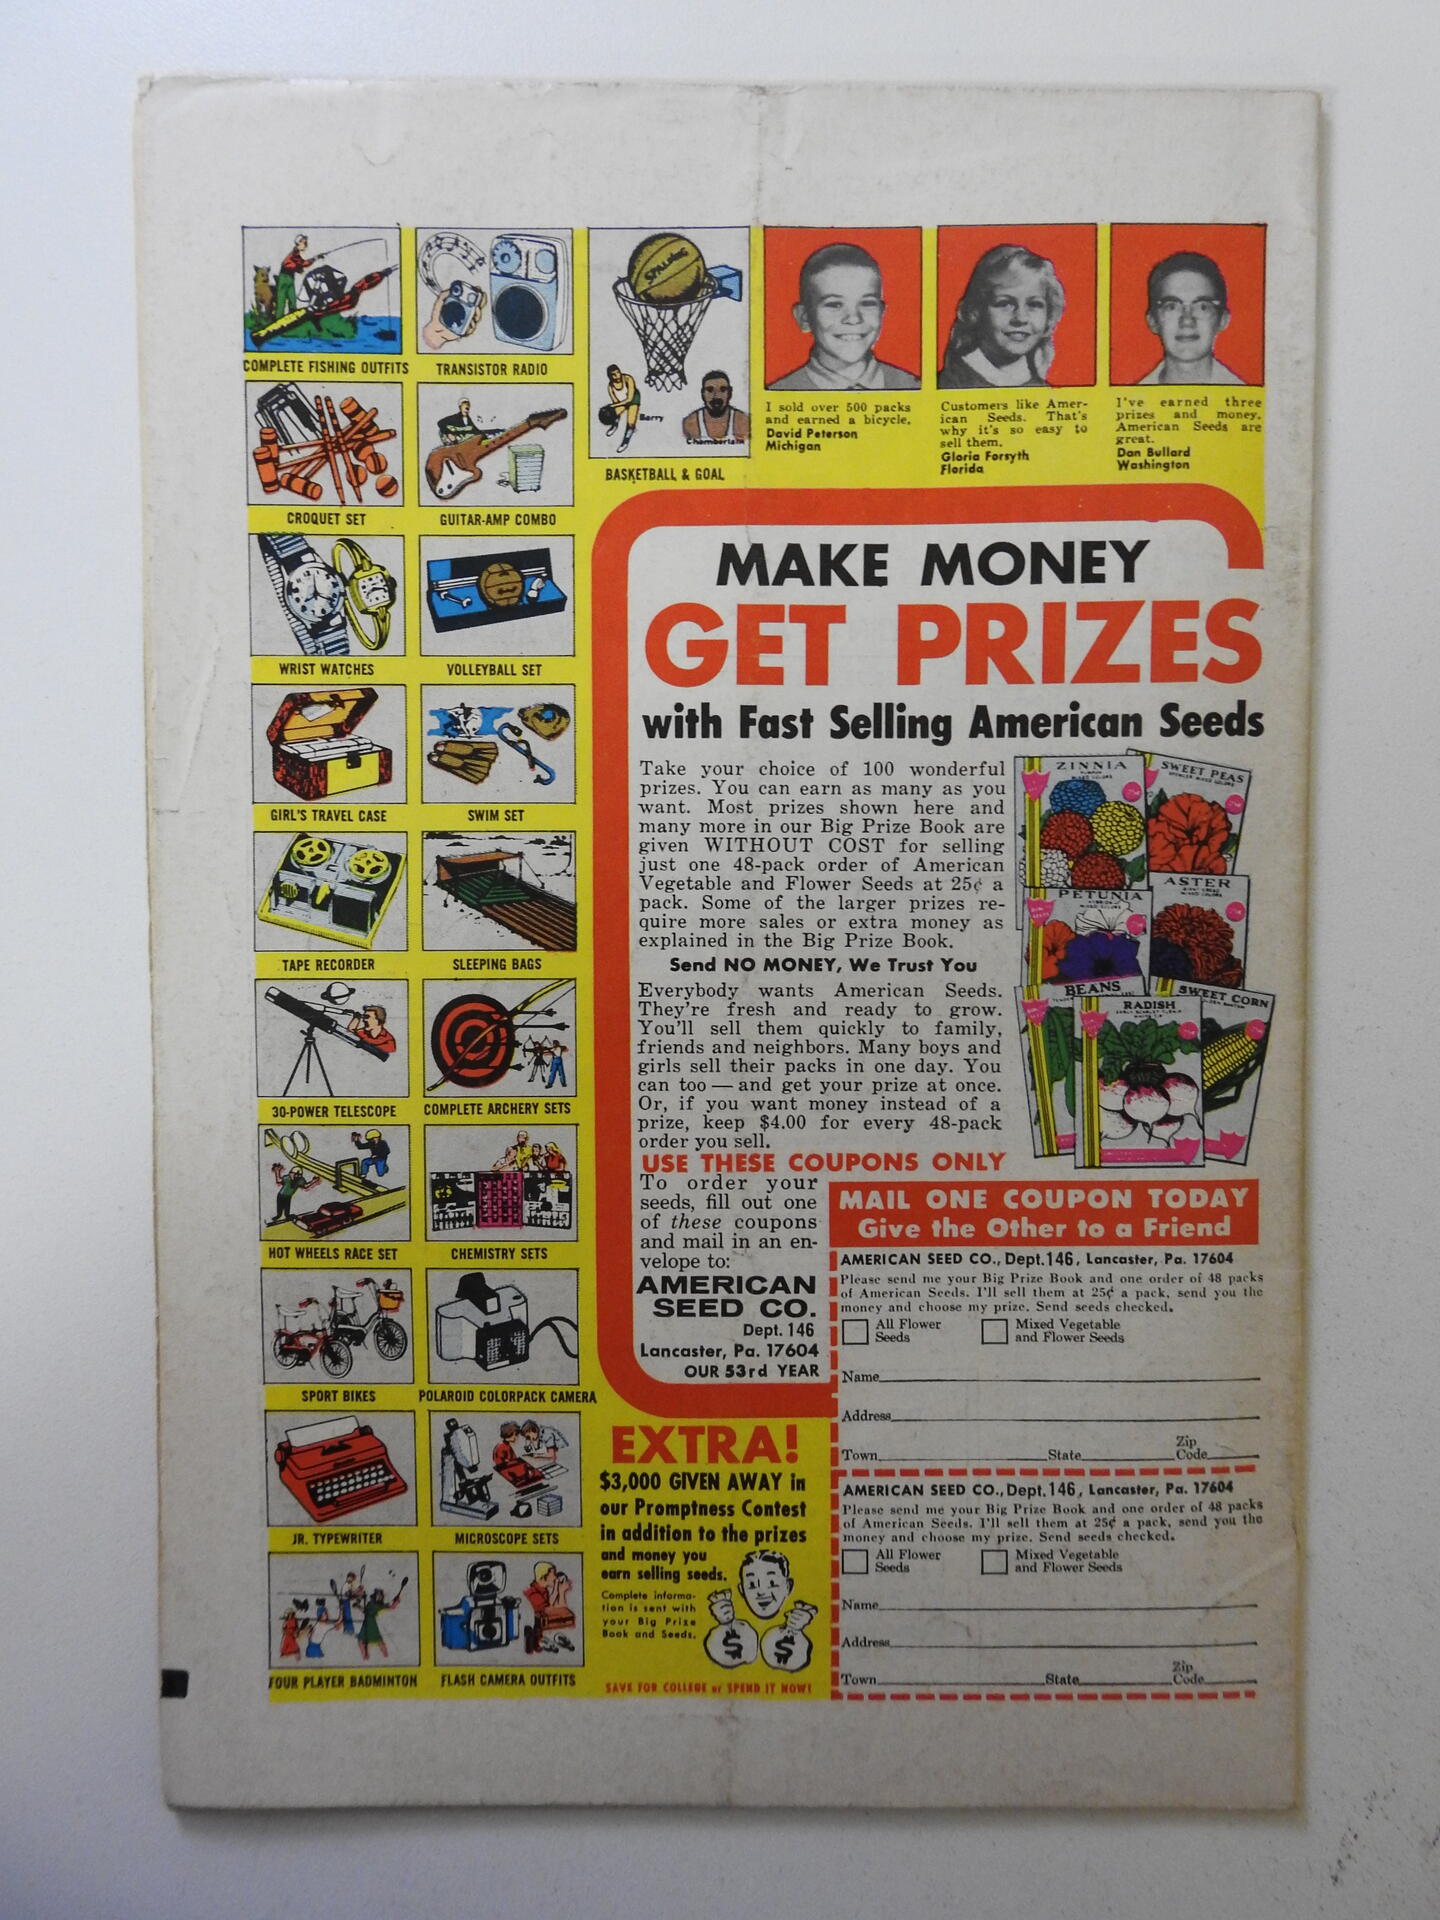 COMPLETE FISHING OUTFITS
TRANSISTOR RADIO
SPALDING
Barry
Chamberlain
BASKETBALL & GOAL
I sold over 500 packs
and earned a bicycle.
David Peterson
Michigan
Customers like Amer-
ican Seeds. That's
why it's so easy to
sell them.
Gloria Forsyth
Florida
I've earned three
prizes and money.
American Seeds are
great.
Dan Bullard
Washington
CROQUET SET
GUITAR-AMP COMBO
WRIST WATCHES
VOLLEYBALL SET
GIRL'S TRAVEL CASE
SWIM SET
TAPE RECORDER
SLEEPING BAGS
30-POWER TELESCOPE
COMPLETE ARCHERY SETS
HOT WHEELS RACE SET
CHEMISTRY SETS
SPORT BIKES
POLAROID COLORPACK CAMERA
JR. TYPEWRITER
MICROSCOPE SETS
FOUR PLAYER BADMINTON
FLASH CAMERA OUTFITS
MAKE MONEY
GET PRIZES
with Fast Selling American Seeds
Take your choice of 100 wonderful
prizes. You can earn as many as you
want. Most prizes shown here and
many more in our Big Prize Book are
given WITHOUT COST for selling
just one 48-pack order of American
Vegetable and Flower Seeds at 25¢ a
pack. Some of the larger prizes re-
quire more sales or extra money as
explained in the Big Prize Book.
Send NO MONEY, We Trust You
Everybody wants American Seeds.
They're fresh and ready to grow.
You'll sell them quickly to family,
friends and neighbors. Many boys and
girls sell their packs in one day. You
can too — and get your prize at once.
Or, if you want money instead of a
prize, keep $4.00 for every 48-pack
order you sell.
ZINNIA
MIXED COLORS
SWEET PEAS
PETUNIA
ASTER
BEANS
RADISH
SWEET CORN
USE THESE COUPONS ONLY
To order your
seeds, fill out one
of these coupons
and mail in an en-
velope to:
AMERICAN
SEED CO.
Dept. 146
Lancaster, Pa. 17604
OUR 53rd YEAR
MAIL ONE COUPON TODAY
Give the Other to a Friend
AMERICAN SEED CO., Dept. 146, Lancaster, Pa. 17604
Please send me your Big Prize Book and one order of 48 packs
of American Seeds. I'll sell them at 25¢ a pack, send you the
money and choose my prize. Send seeds checked.
All Flower
Seeds
Mixed Vegetable
and Flower Seeds
Name
Address
Town State Zip
Code
AMERICAN SEED CO., Dept. 146, Lancaster, Pa. 17604
Please send me your Big Prize Book and one order of 48 packs
of American Seeds. I'll sell them at 25¢ a pack, send you the
money and choose my prize. Send seeds checked.
All Flower
Seeds
Mixed Vegetable
and Flower Seeds
Name
Address
Town State Zip
Code
EXTRA!
$3,000 GIVEN AWAY in
our Promptness Contest
in addition to the prizes
and money you
earn selling seeds.
Complete informa-
tion is sent with
your Big Prize
Book and Seeds.
$ $
SAVE FOR COLLEGE or SPEND IT NOW!